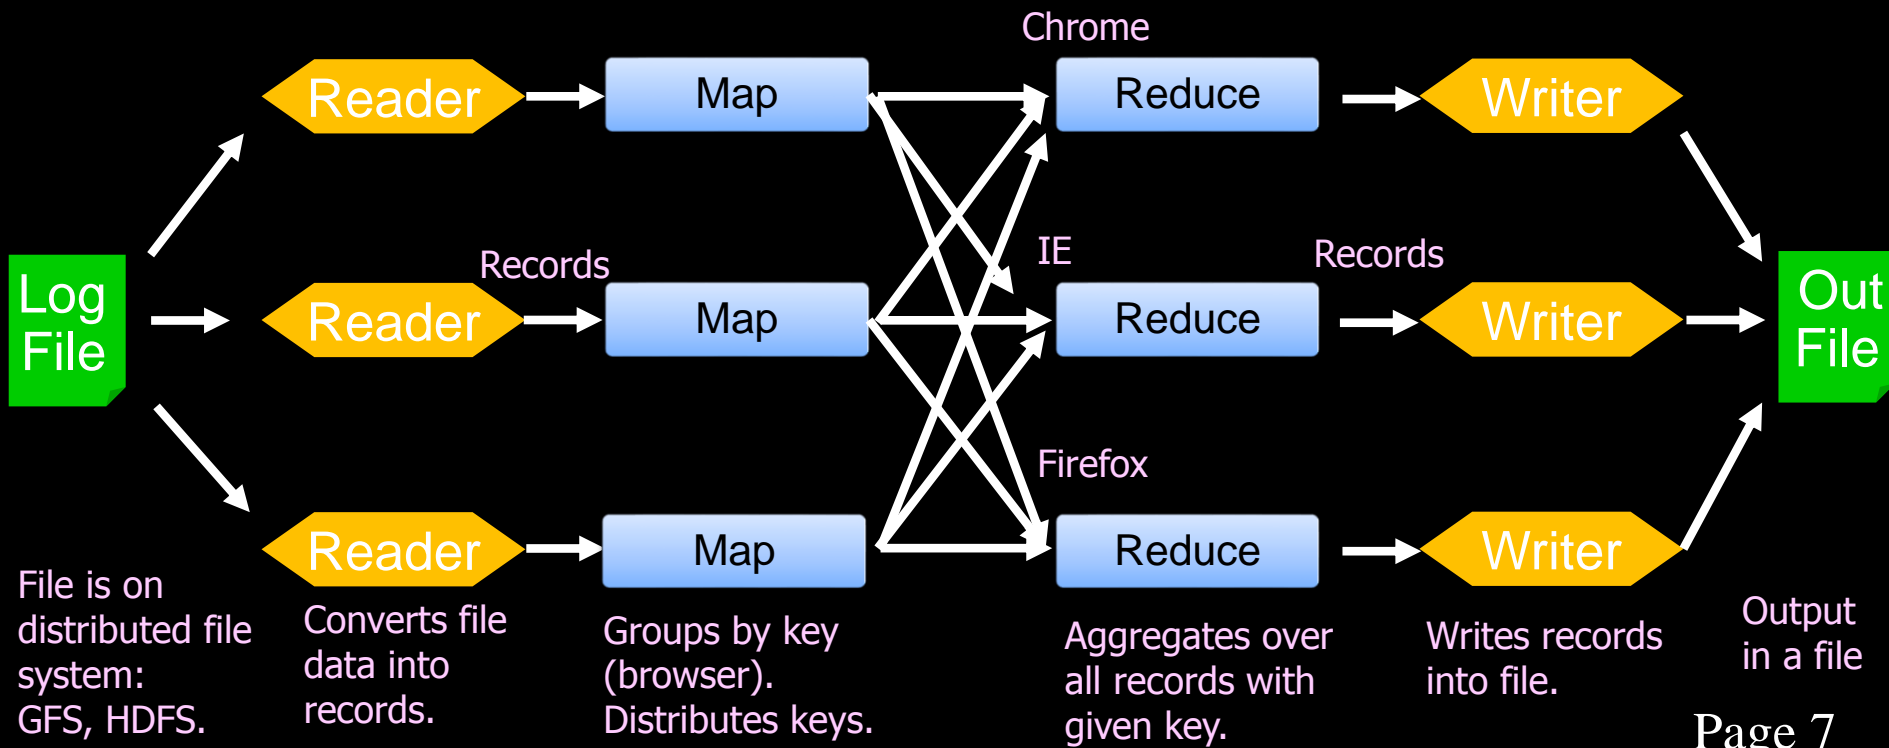 Chrome
Reader
Map
Reduce
Writer
Log
File
Reader
Records
Map
IE
Reduce
Records
Writer
Out
File
Firefox
Reader
Map
Reduce
Writer
File is on
distributed file
system:
GFS, HDFS.
Converts file
data into
records.
Groups by key
(browser).
Distributes keys.
Aggregates over
all records with
given key.
Writes records
into file.
Output
in a file
Page 7